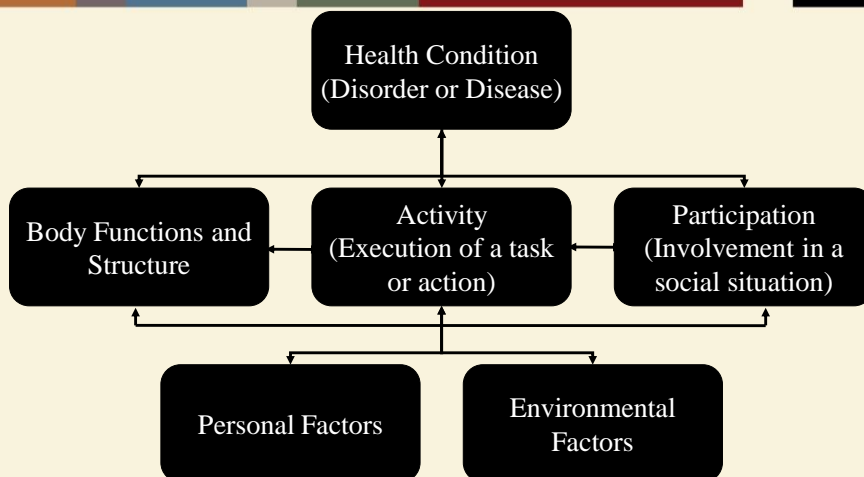 Health Condition
(Disorder or Disease)
Body Functions and
Structure
Activity
(Execution of a task
or action)
Participation
(Involvement in a
social situation)
Personal Factors
Environmental
Factors